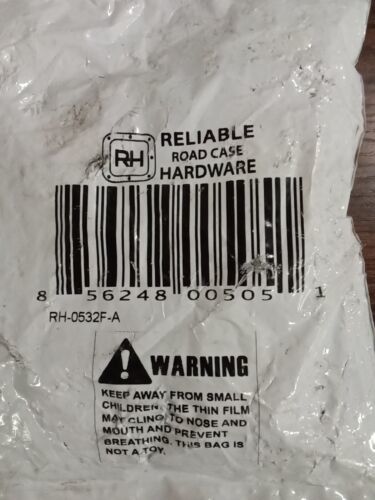 RH
RELIABLE
ROAD CASE
HARDWARE
8 56248 00505 1
RH-0532F-A
WARNING
KEEP AWAY FROM SMALL
CHILDREN. THE THIN FILM
MAY CLING TO NOSE AND
MOUTH AND PREVENT
BREATHING. THIS BAG IS
NOT A TOY.